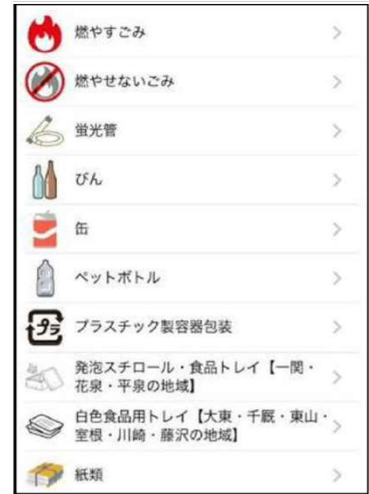 燃やすごみ
燃やせないごみ
蛍光管
びん
缶
ペットボトル
プラ
プラスチック製容器包装
発泡スチロール・食品トレイ【一関・
花泉・平泉の地域】
白色食品用トレイ【大東・千厩・東山・
室根・川崎・藤沢の地域】
紙類